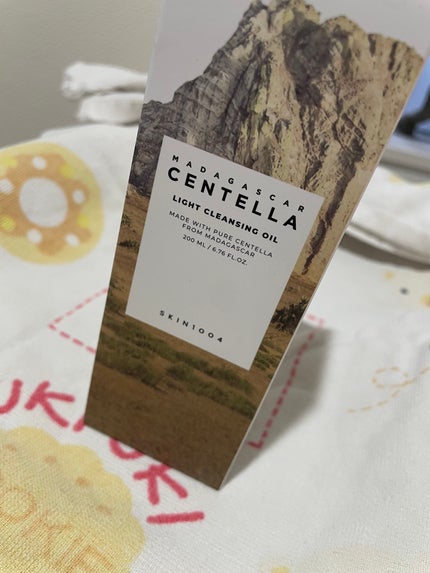 MADAGASCAR
CENTELLA
LIGHT CLEANSING OIL
MADE WITH PURE CENTELLA
FROM MADAGASCAR
200 ML / 6.76 FL.OZ.
SKIN1004